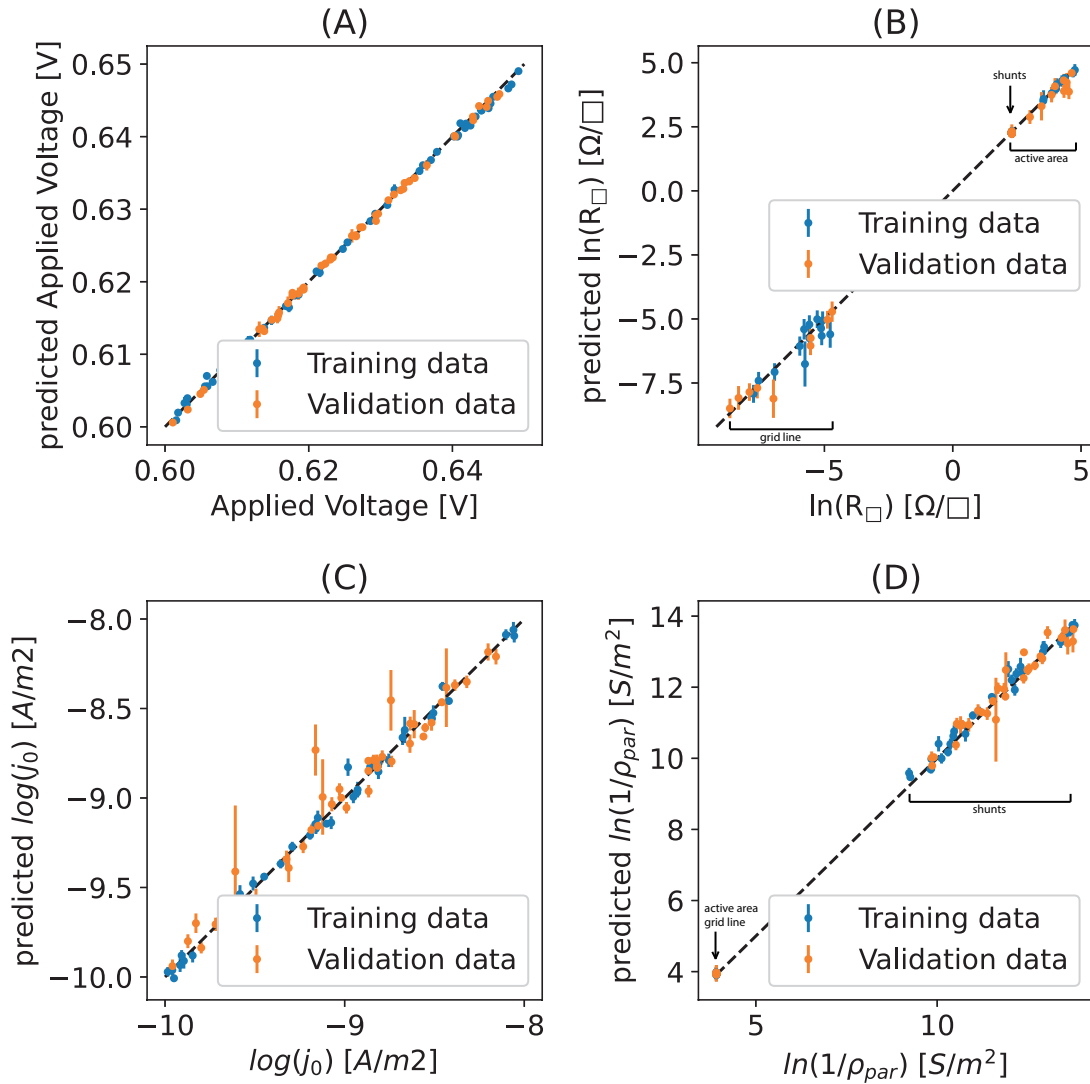 (A)
predicted Applied Voltage [V]
0.65
0.64
0.63
0.62
0.61
0.60
Training data
Validation data
0.60
0.62
0.64
Applied Voltage [V]
(B)
predicted ln(R□) [Ω/□]
5.0
2.5
0.0
−2.5
−5.0
−7.5
shunts
active area
Training data
Validation data
grid line
−5
0
5
ln(R□) [Ω/□]
(C)
predicted log(j0) [A/m2]
−8.0
−8.5
−9.0
−9.5
−10.0
Training data
Validation data
−10
−9
−8
log(j0) [A/m2]
(D)
predicted ln(1/ρpar) [S/m²]
14
12
10
8
6
4
shunts
active area
grid line
Training data
Validation data
5
10
ln(1/ρpar) [S/m²]